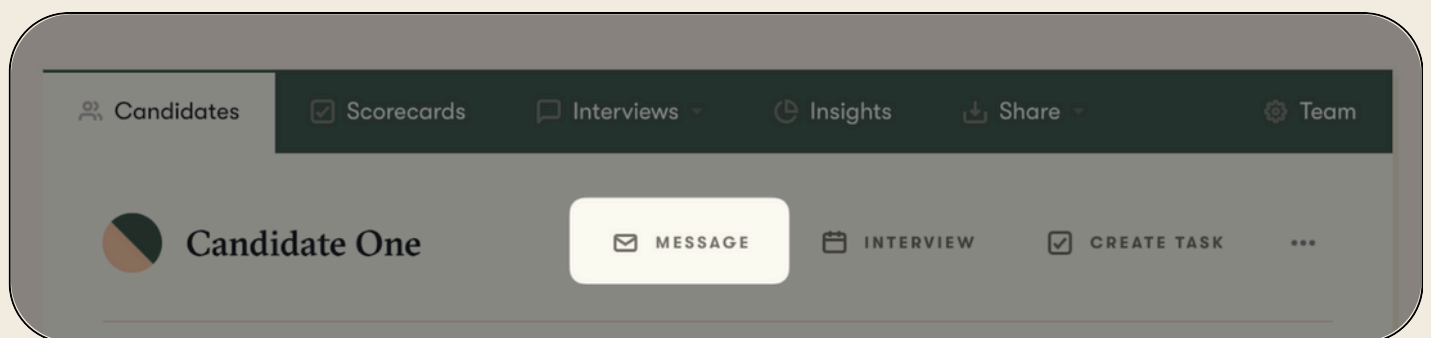 Candidates Scorecards Interviews Insights Share Team
Candidate One MESSAGE INTERVIEW CREATE TASK •••